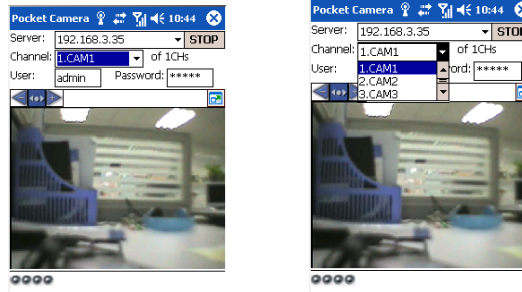 Pocket Camera 10:44
Server: 192.168.3.35 STOP
Channel: 1.CAM1 of 1CHs
User: admin Password: *****
Pocket Camera 10:44
Server: 192.168.3.35 STO
Channel: 1.CAM1 of 1CHs
User: 1.CAM1 ord: *****
2.CAM2
3.CAM3